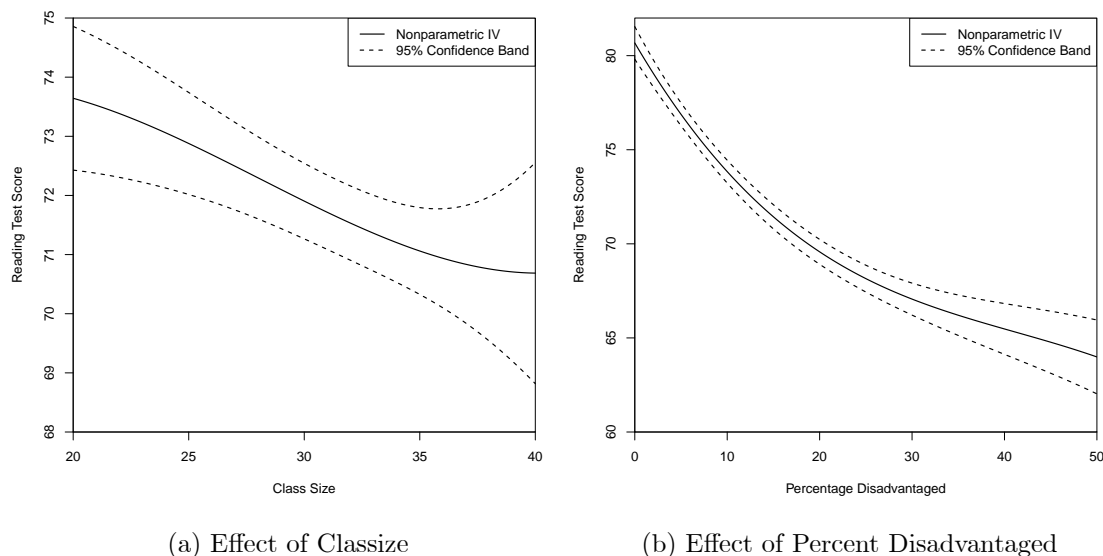 Nonparametric IV
95% Confidence Band
75
74
73
72
71
70
69
68
Reading Test Score
20 25 30 35 40
Class Size
(a) Effect of Classize
Nonparametric IV
95% Confidence Band
80
75
70
65
60
Reading Test Score
0 10 20 30 40 50
Percentage Disadvantaged
(b) Effect of Percent Disadvantaged